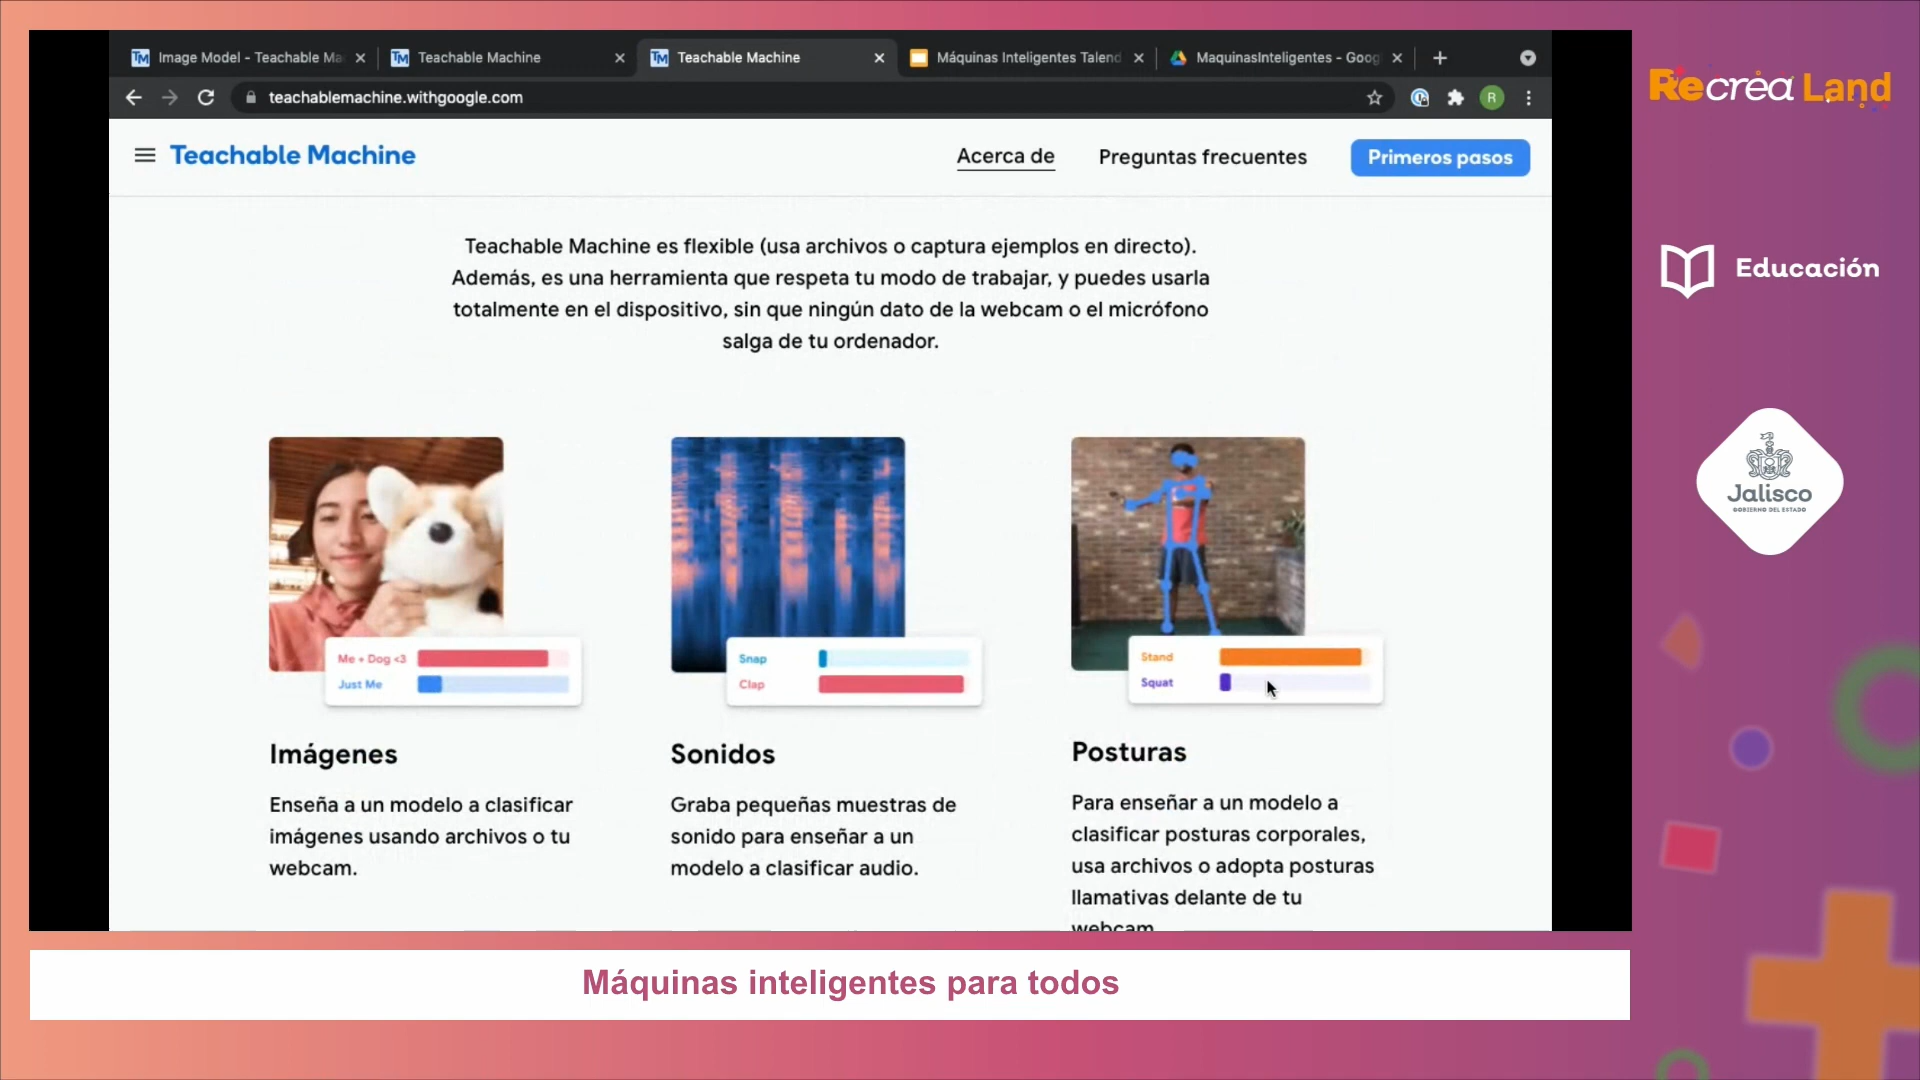 Image Model - Teachable Ma
Teachable Machine
Teachable Machine
Máquinas Inteligentes Talend
MaquinasInteligentes - Goog
teachablemachine.withgoogle.com
R
Recrea Land
Teachable Machine
Acerca de
Preguntas frecuentes
Primeros pasos
Teachable Machine es flexible (usa archivos o captura ejemplos en directo).
Además, es una herramienta que respeta tu modo de trabajar, y puedes usarla
totalmente en el dispositivo, sin que ningún dato de la webcam o el micrófono
salga de tu ordenador.
Educación
Jalisco
GOBIERNO DEL ESTADO
Me + Dog <3
Just Me
Snap
Clap
Stand
Squat
Imágenes
Enseña a un modelo a clasificar
imágenes usando archivos o tu
webcam.
Sonidos
Graba pequeñas muestras de
sonido para enseñar a un
modelo a clasificar audio.
Posturas
Para enseñar a un modelo a
clasificar posturas corporales,
usa archivos o adopta posturas
llamativas delante de tu
webcam
Máquinas inteligentes para todos